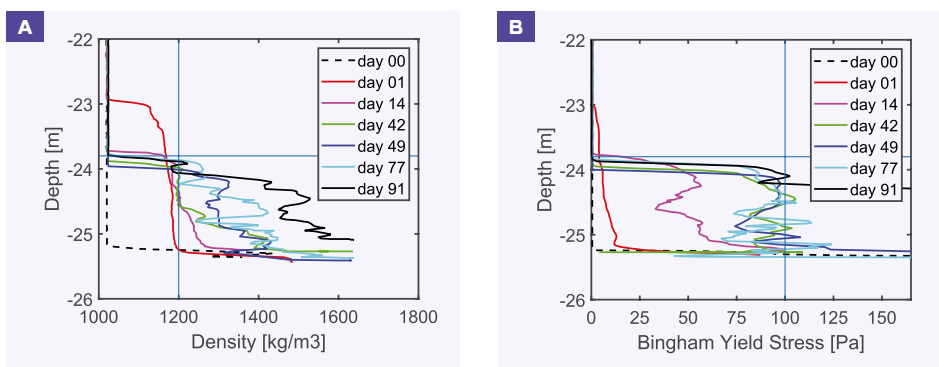 A
-22
-23
-24
-25
-26
Depth [m]
1000
1200
1400
1600
1800
Density [kg/m3]
day 00
day 01
day 14
day 42
day 49
day 77
day 91
B
-22
-23
-24
-25
-26
Depth [m]
0
25
50
75
100
125
150
Bingham Yield Stress [Pa]
day 00
day 01
day 14
day 42
day 49
day 77
day 91